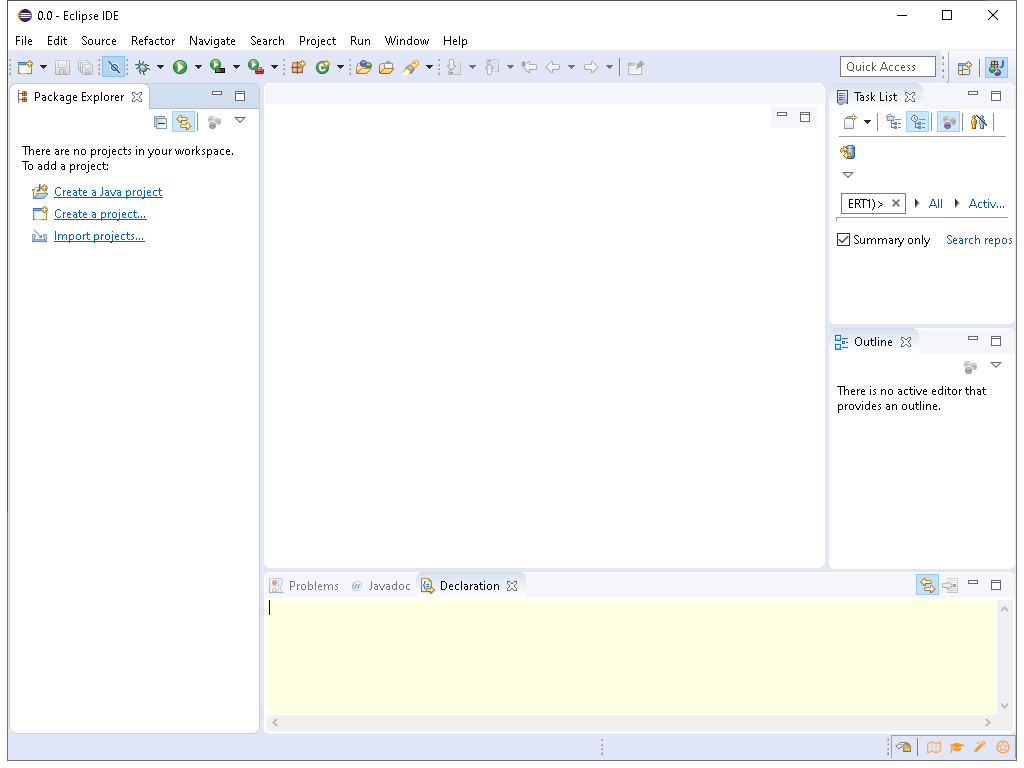 0.0 - Eclipse IDE
File Edit Source Refactor Navigate Search Project Run Window Help
Quick Access
Package Explorer
There are no projects in your workspace.
To add a project:
Create a Java project
Create a project...
Import projects...
Task List
ERT1) > All Activ...
Summary only Search repos
Outline
There is no active editor that
provides an outline.
Problems @ Javadoc Declaration